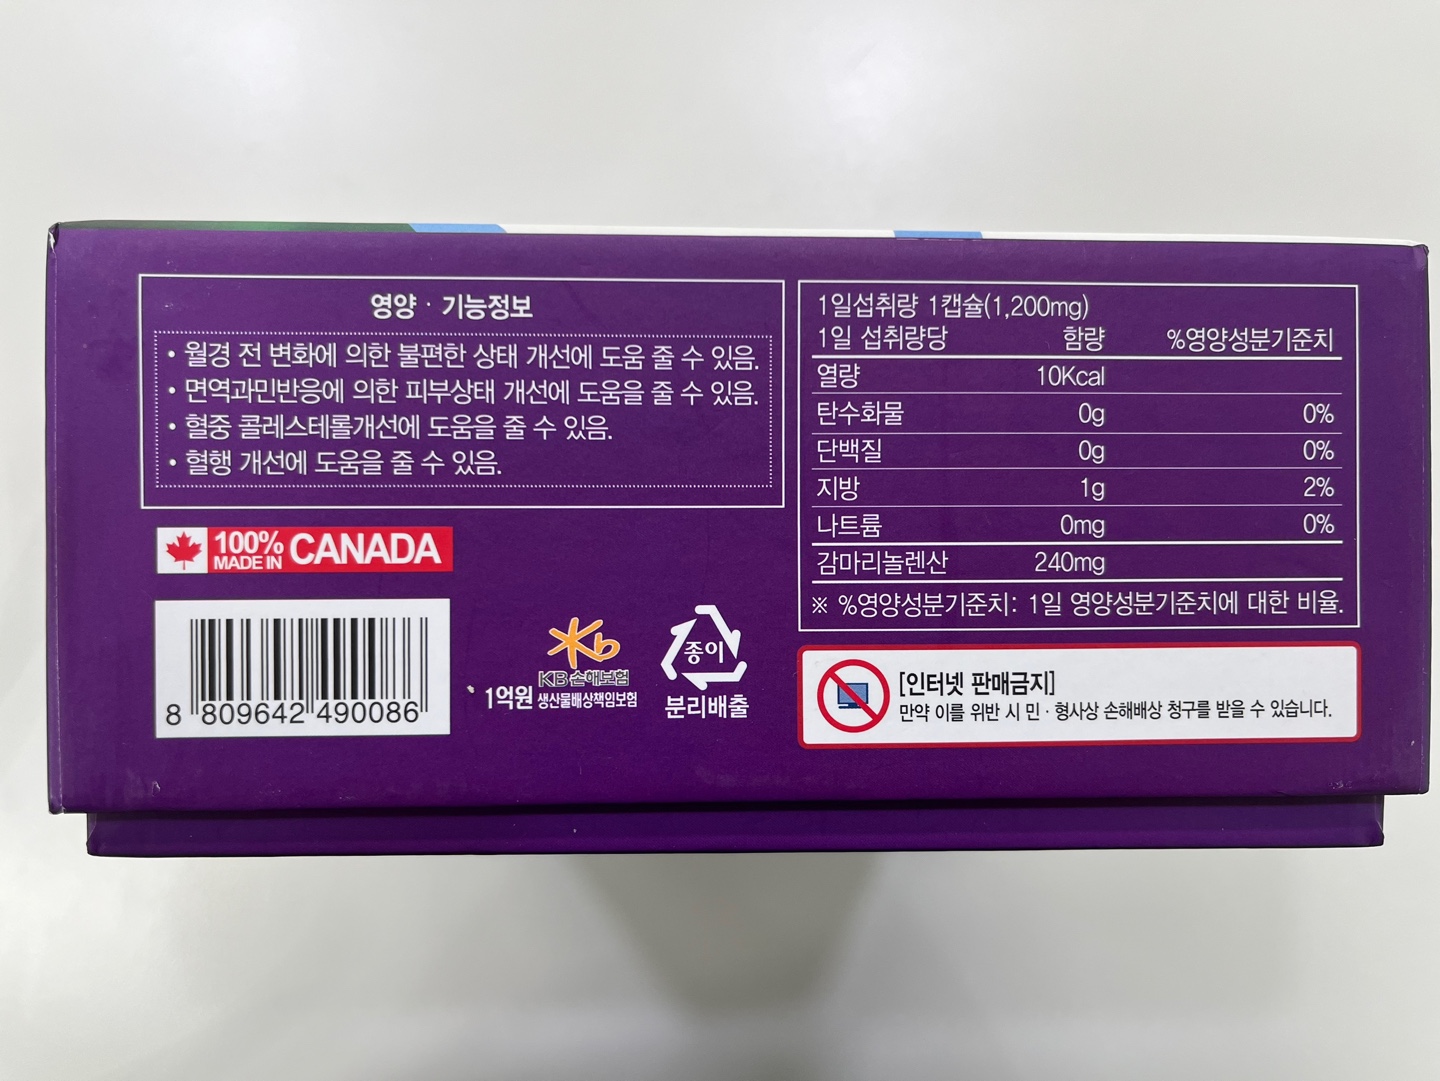 영양 · 기능정보
• 월경 전 변화에 의한 불편한 상태 개선에 도움 줄 수 있음.
• 면역과민반응에 의한 피부상태 개선에 도움을 줄 수 있음.
• 혈중 콜레스테롤개선에 도움을 줄 수 있음.
• 혈행 개선에 도움을 줄 수 있음.
100% MADE IN CANADA
8 809642 490086
1억원
KB손해보험
생산물배상책임보험
종이
분리배출
1일섭취량 1캡슐(1,200mg)
1일 섭취량당 함량 %영양성분기준치
열량 10Kcal
탄수화물 0g 0%
단백질 0g 0%
지방 1g 2%
나트륨 0mg 0%
감마리놀렌산 240mg
※ %영양성분기준치: 1일 영양성분기준치에 대한 비율.
[인터넷 판매금지]
만약 이를 위반 시 민 · 형사상 손해배상 청구를 받을 수 있습니다.